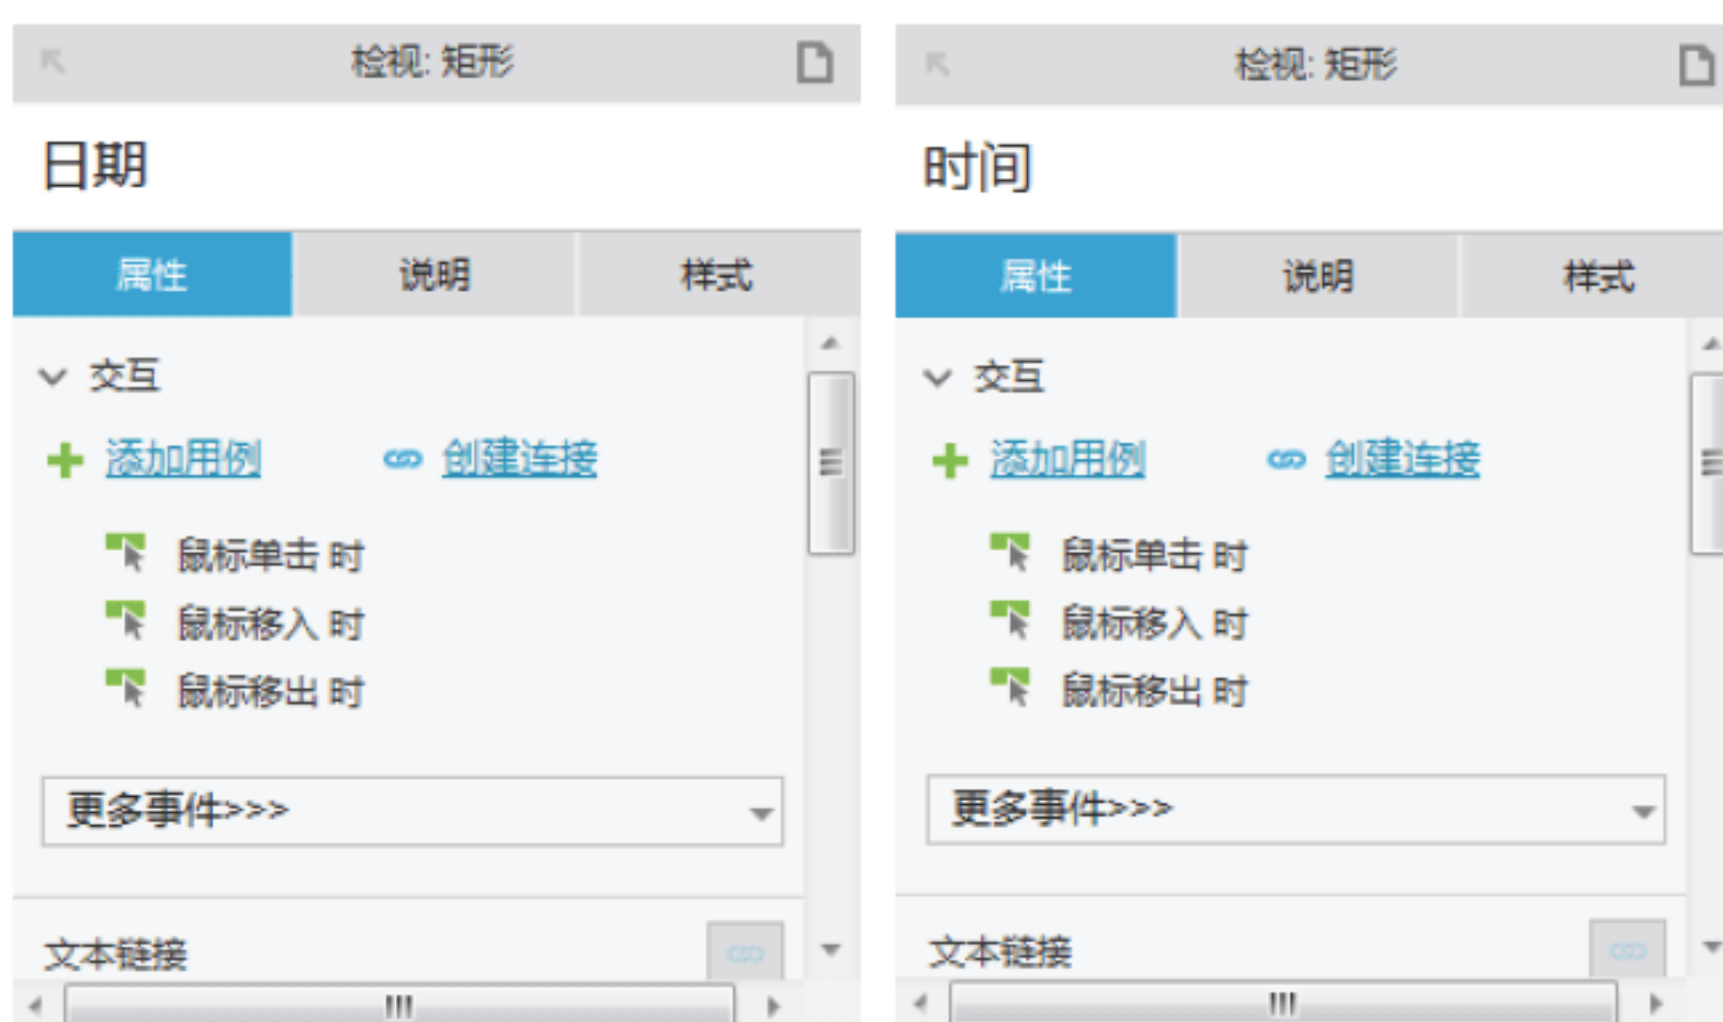 检视: 矩形
日期
属性 说明 样式
交互
添加用例 创建连接
鼠标单击 时
鼠标移入 时
鼠标移出 时
更多事件>>>
文本链接
检视: 矩形
时间
属性 说明 样式
交互
添加用例 创建连接
鼠标单击 时
鼠标移入 时
鼠标移出 时
更多事件>>>
文本链接